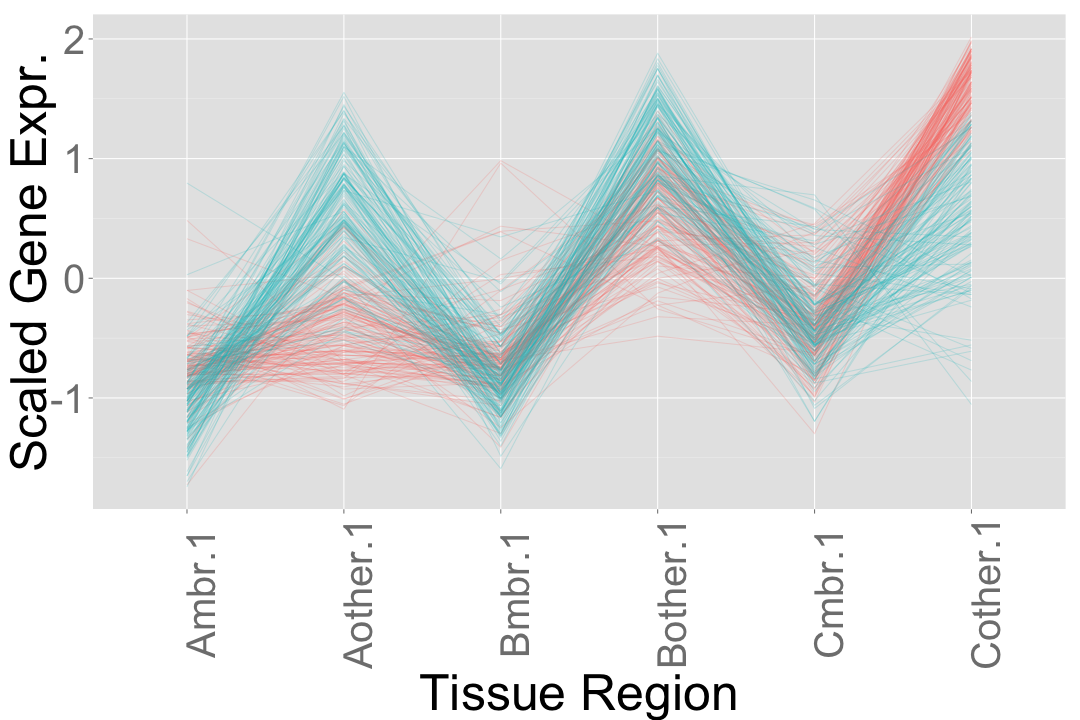 Scaled Gene Expr.
2
1
0
-1
Ambr.1
Aother.1
Bmbr.1
Bother.1
Cmbr.1
Cother.1
Tissue Region